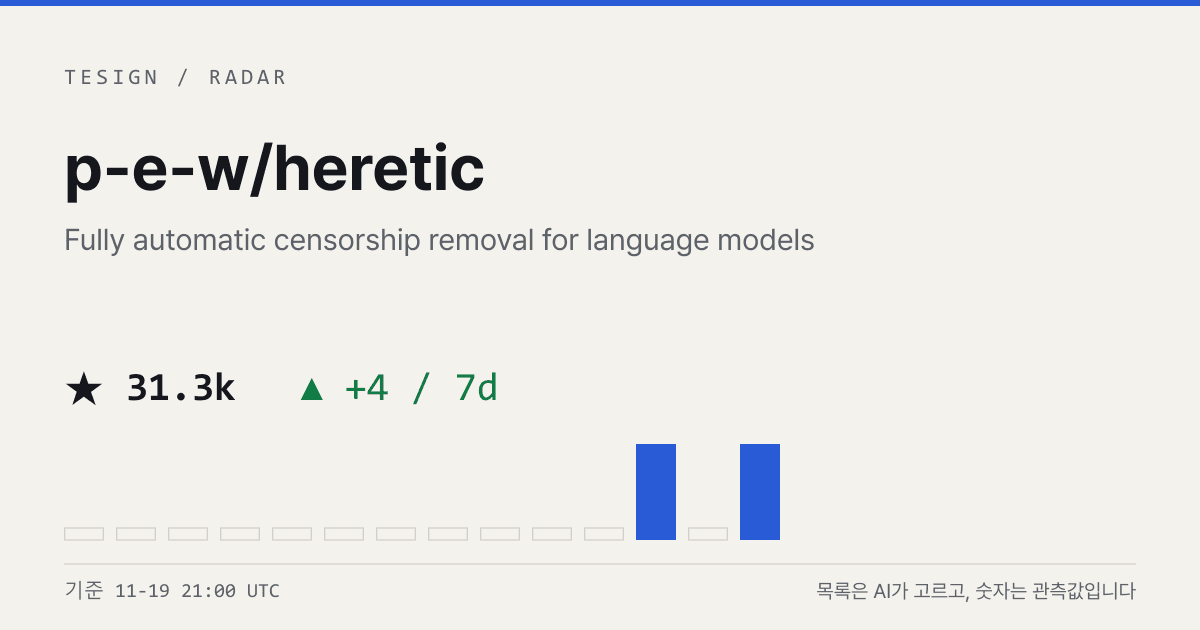 TESIGN / RADAR
p-e-w/heretic
Fully automatic censorship removal for language models
★ 31.3k ▲ +4 / 7d
기준 11-19 21:00 UTC
목록은 AI가 고르고, 숫자는 관측값입니다